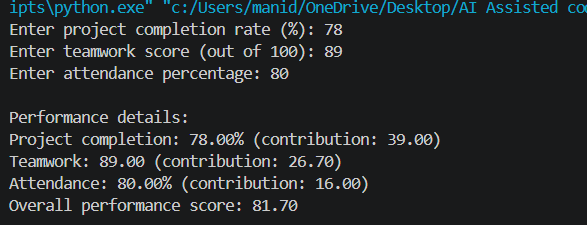 ipts\python.exe" "c:/Users/manid/OneDrive/Desktop/AI Assisted co
Enter project completion rate (%): 78
Enter teamwork score (out of 100): 89
Enter attendance percentage: 80
Performance details:
Project completion: 78.00% (contribution: 39.00)
Teamwork: 89.00 (contribution: 26.70)
Attendance: 80.00% (contribution: 16.00)
Overall performance score: 81.70